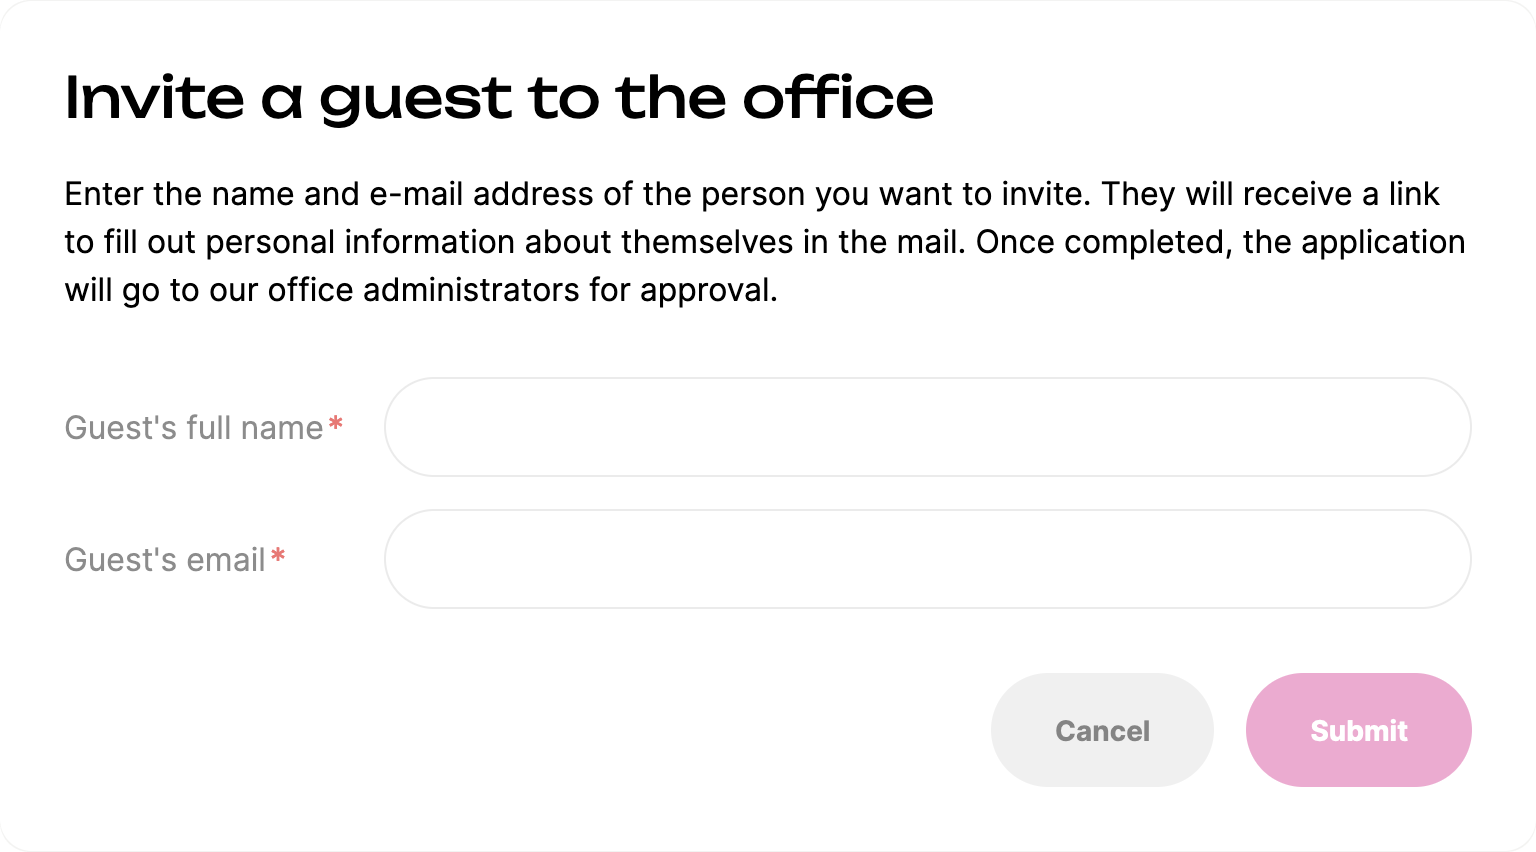 Invite a guest to the office
Enter the name and e-mail address of the person you want to invite. They will receive a link
to fill out personal information about themselves in the mail. Once completed, the application
will go to our office administrators for approval.
Guest's full name*
Guest's email*
Cancel Submit